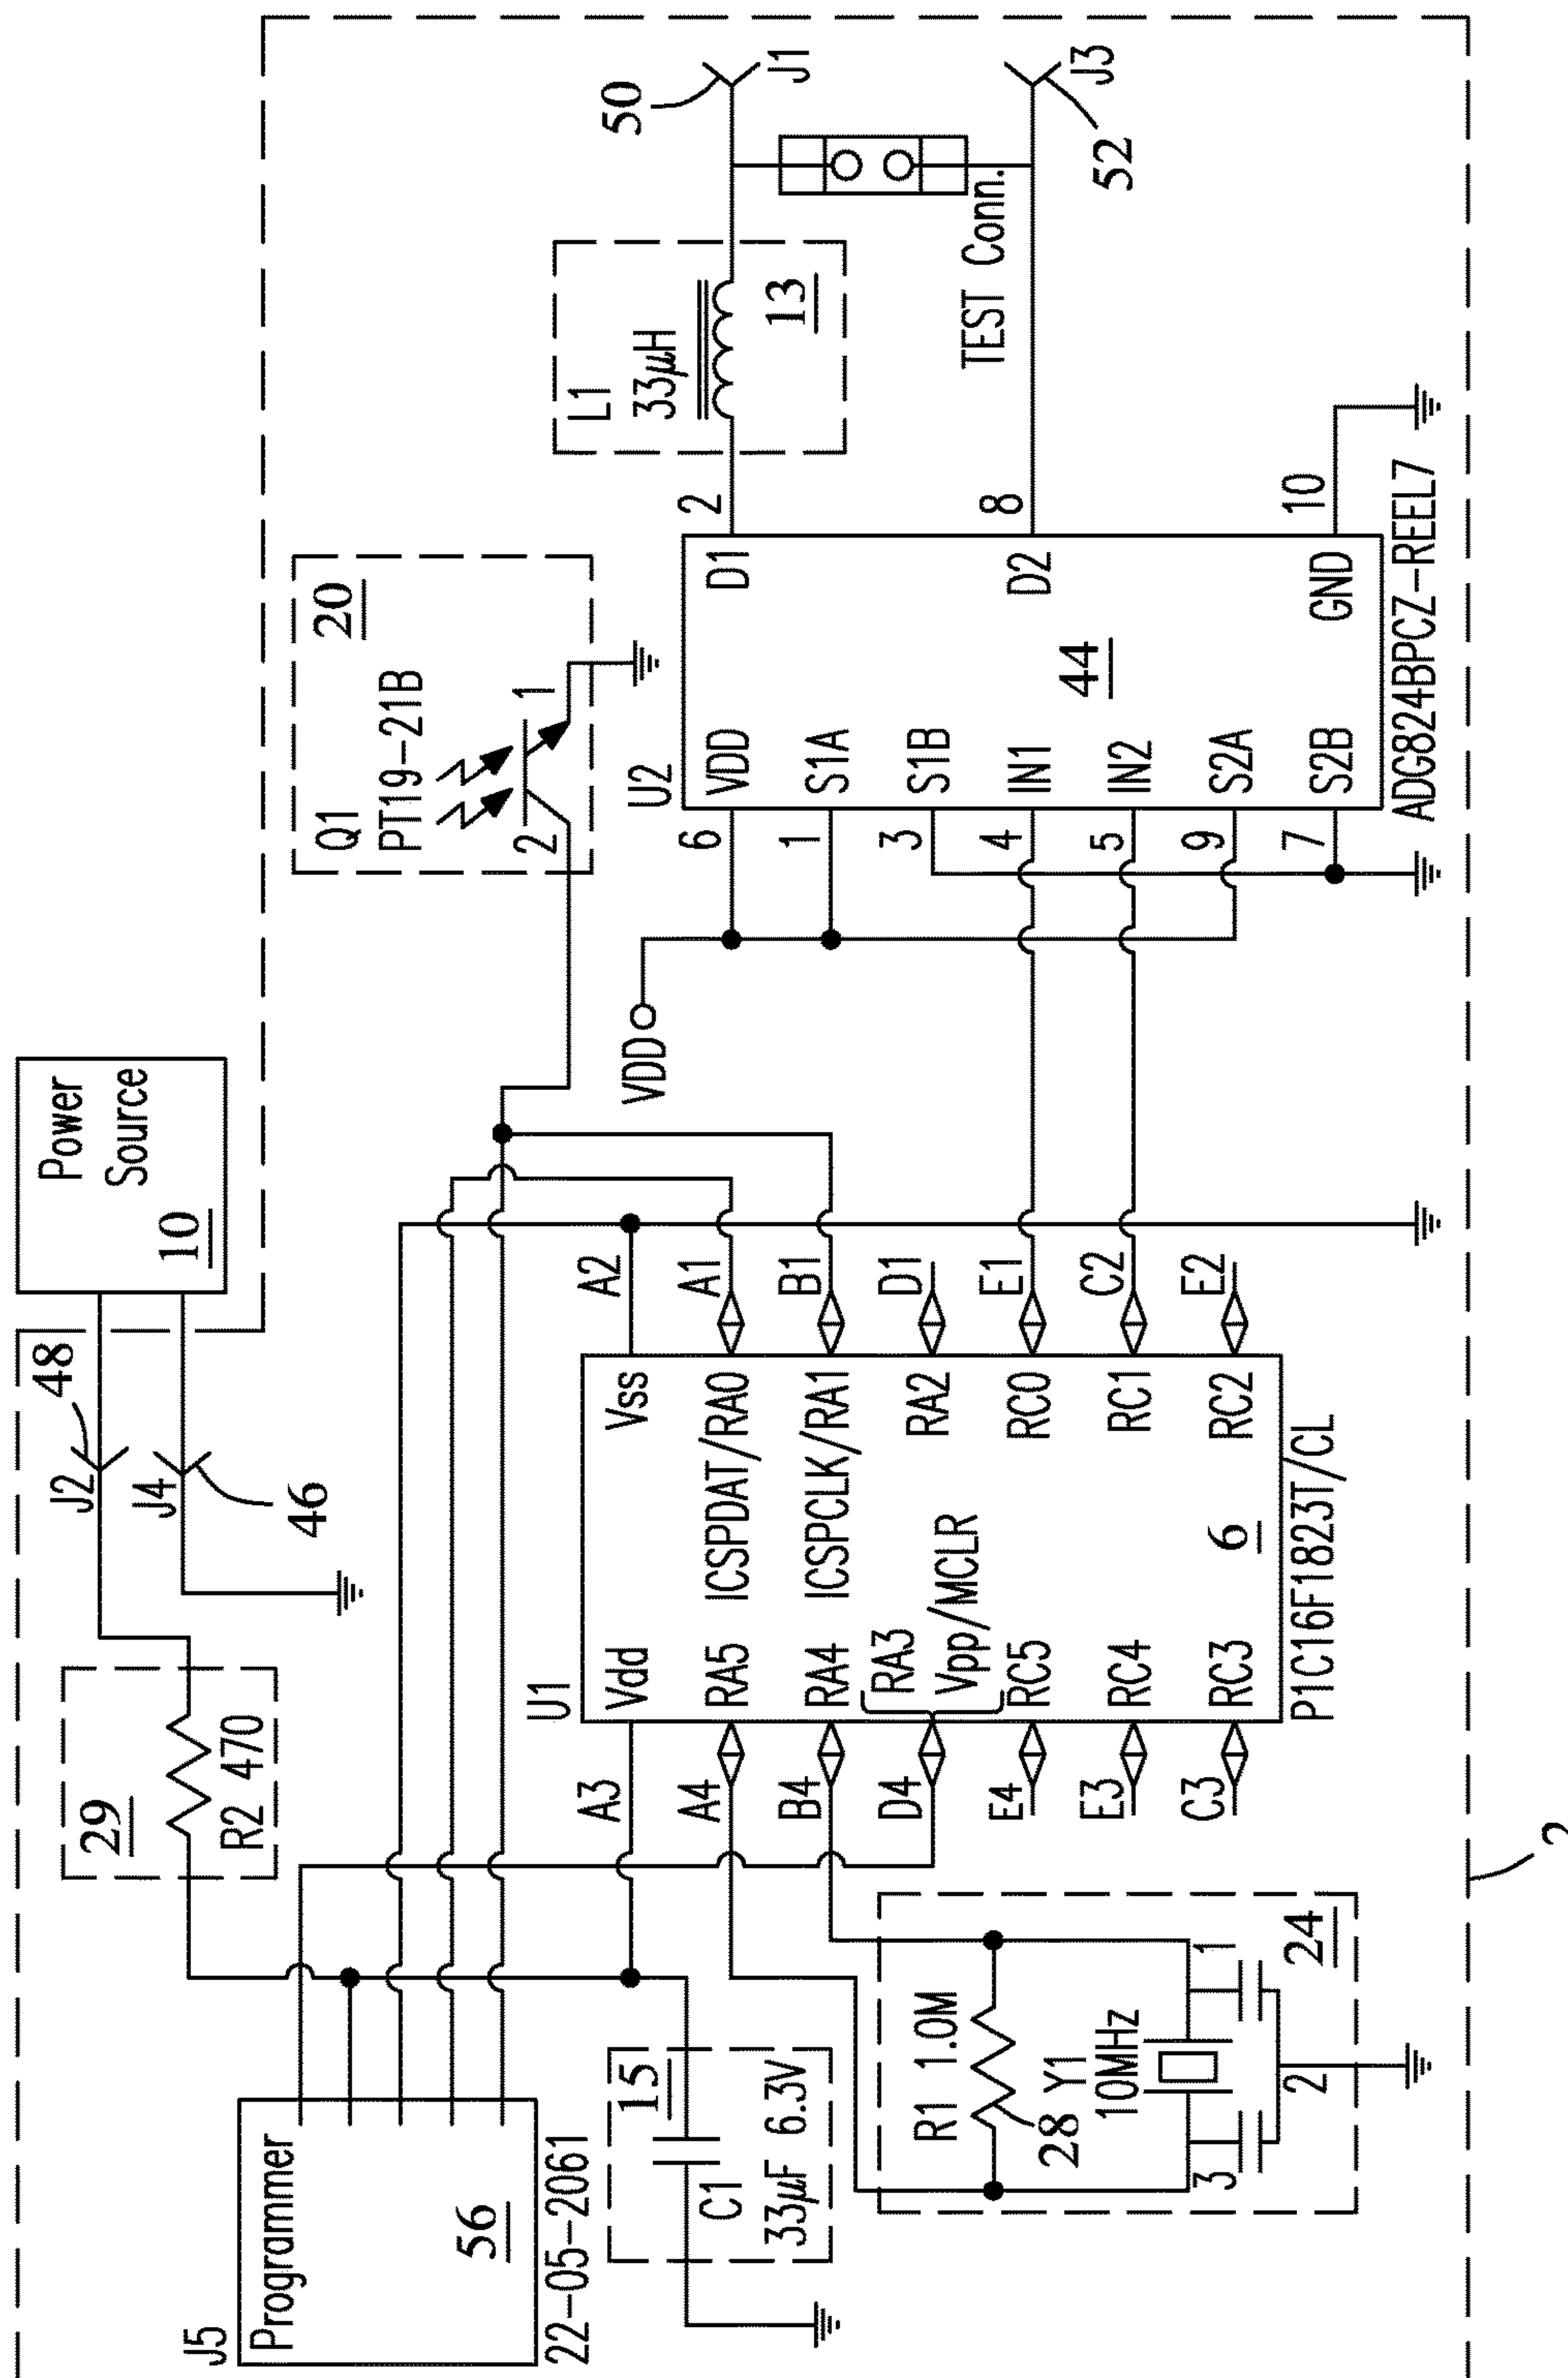 Power
Source
10
J2
48
J4
46
29
R2 470
J5
Programmer
56
22-05-2061
15
C1
33µF 6.3V
Q1
20
PT19-21B
2
1
U1
Vdd
Vss
RA5
ICSPDAT/RA0
RA4
ICSPCLK/RA1
RA3
RA2
Vpp/MCLR
RC5
RC0
RC4
RC1
RC3
RC2
6
P1C16F1823T/CL
A3
A4
B4
D4
E4
E3
C3
A2
A1
B1
D1
E1
C2
E2
R1 1.0M
28
Y1
10MHz
3
2
1
24
VDD
U2
VDD
D1
S1A
S1B
IN1
D2
IN2
S2A
S2B
GND
44
ADG824BPCZ-REEL7
6
1
3
4
5
9
7
2
8
10
L1
33µH
13
50
J1
TEST Conn.
J3
52
2